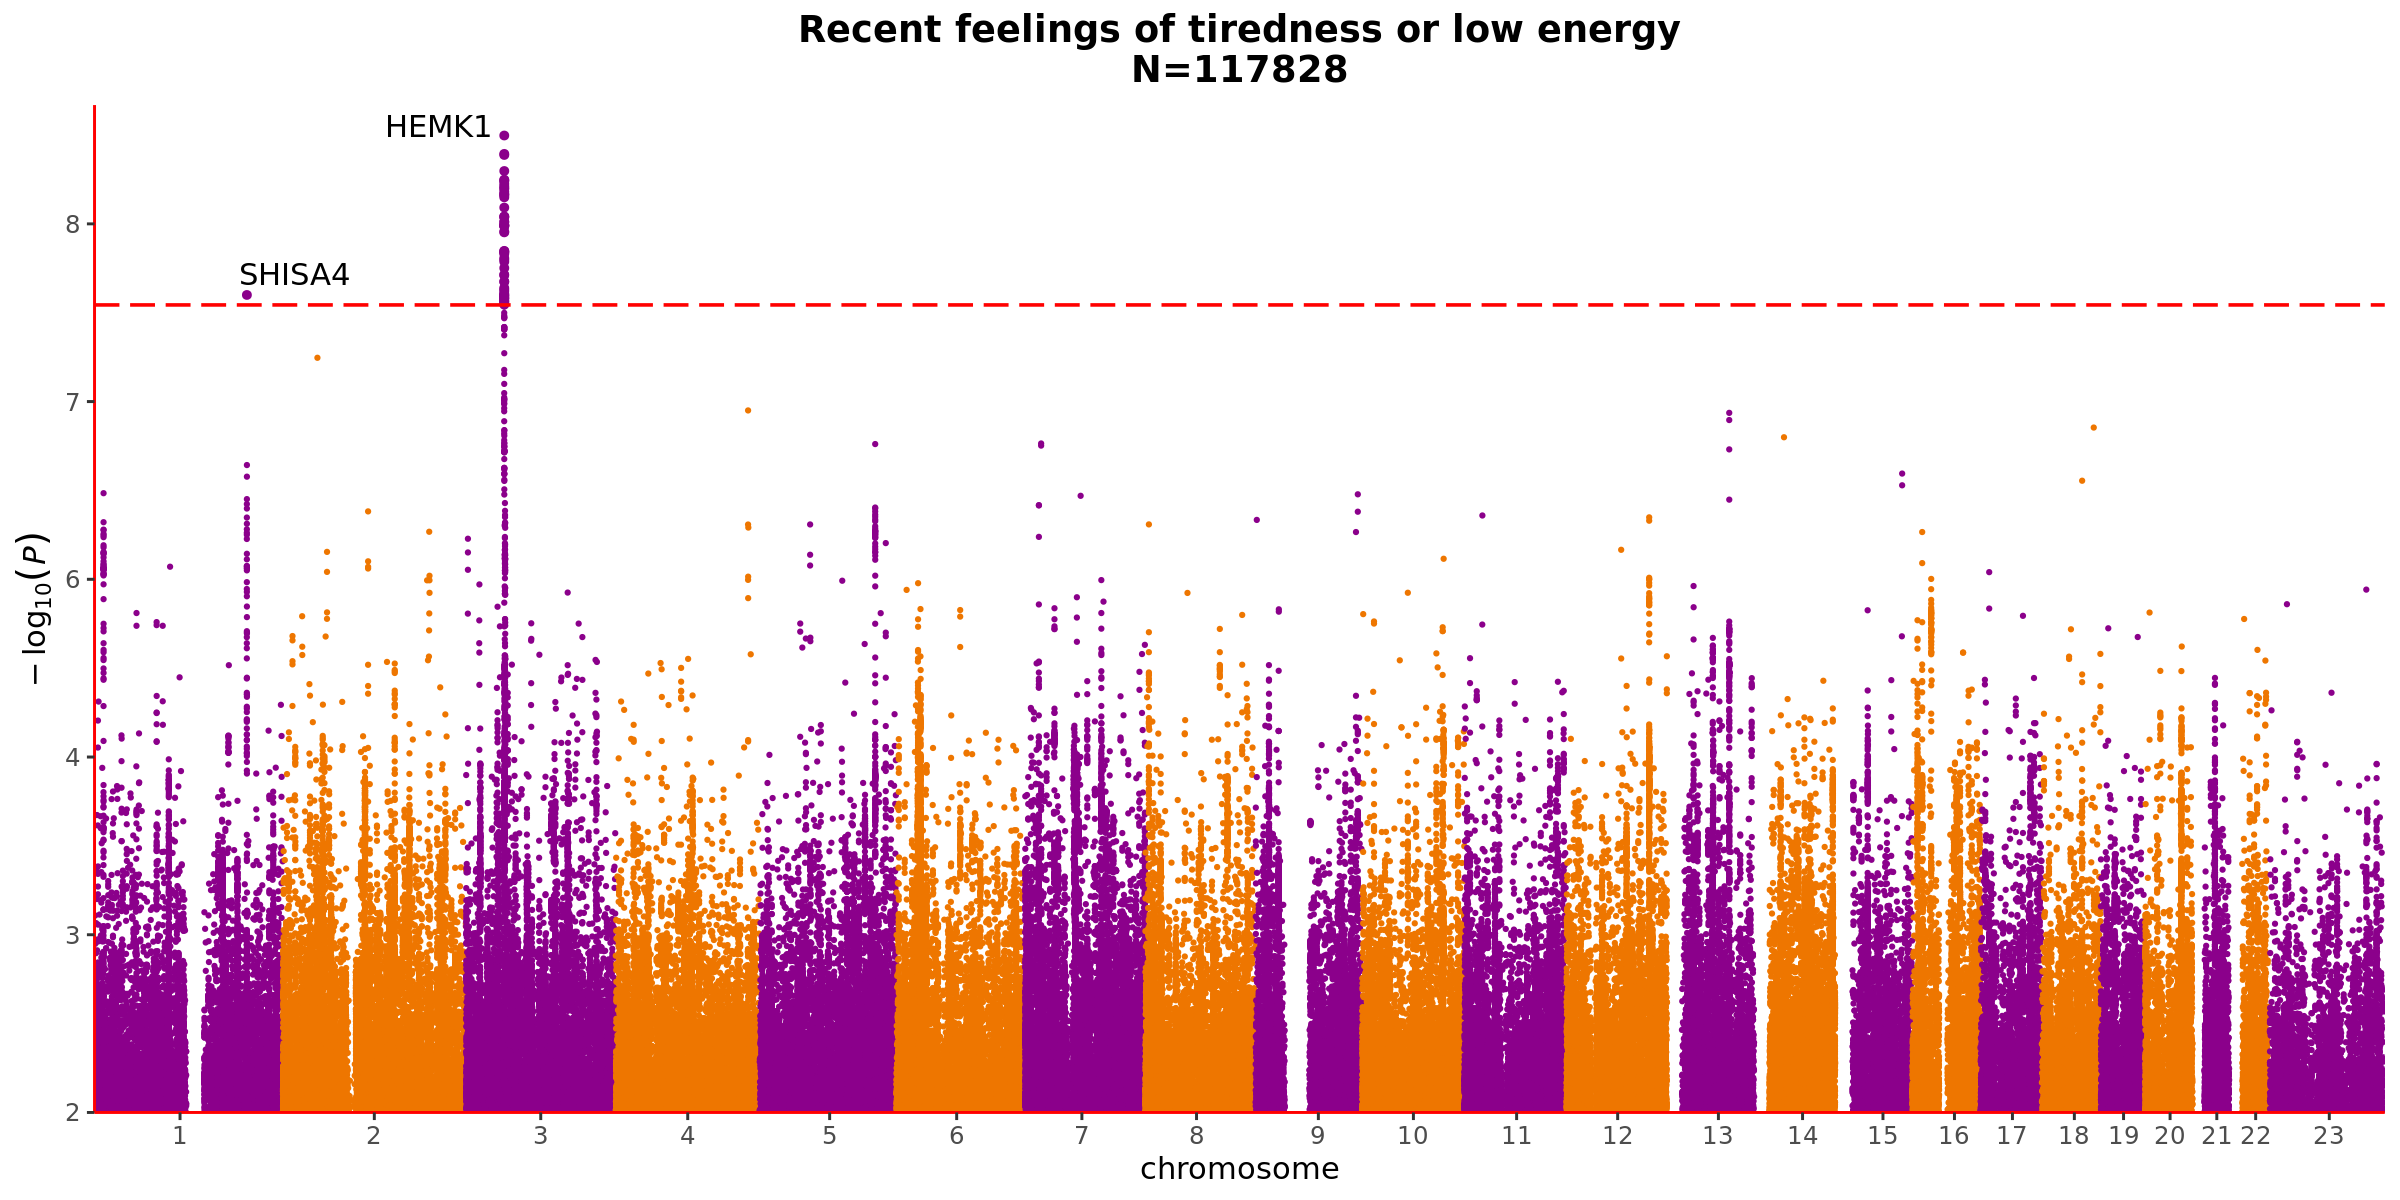 Recent feelings of tiredness or low energy
N=117828
HEMK1
SHISA4
8
7
6
4
3
2
−log10(P)
1 2 3 4 5 6 7 8 9 10 11 12 13 14 15 16 17 18 19 20 21 22 23
chromosome